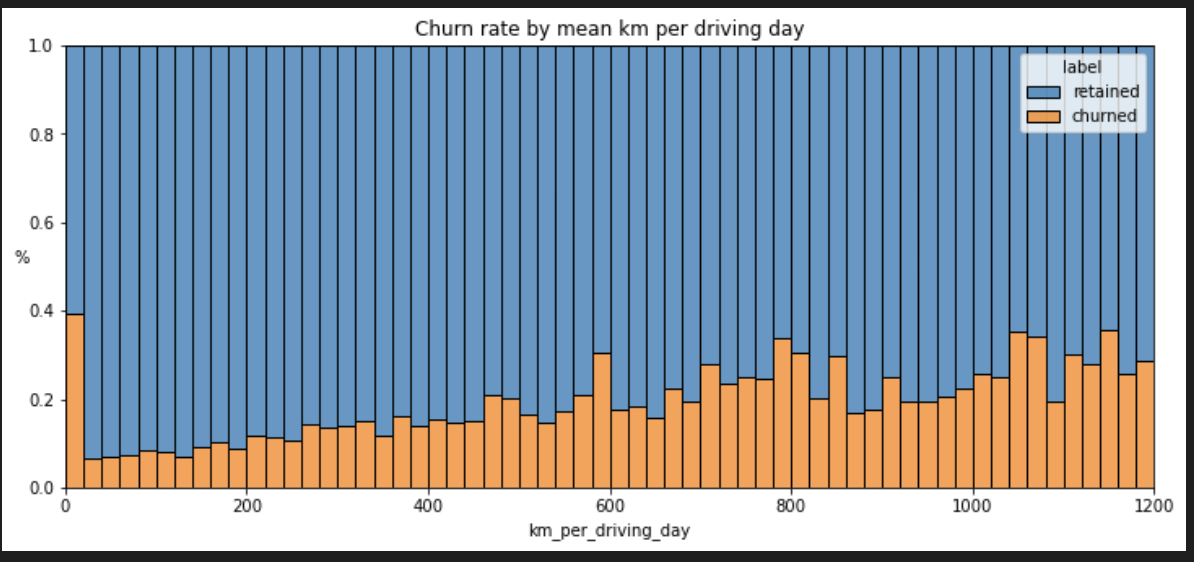 Churn rate by mean km per driving day
1.0
0.8
0.6
%
0.4
0.2
0.0
label
retained
churned
0 200 400 600 800 1000 1200
km_per_driving_day